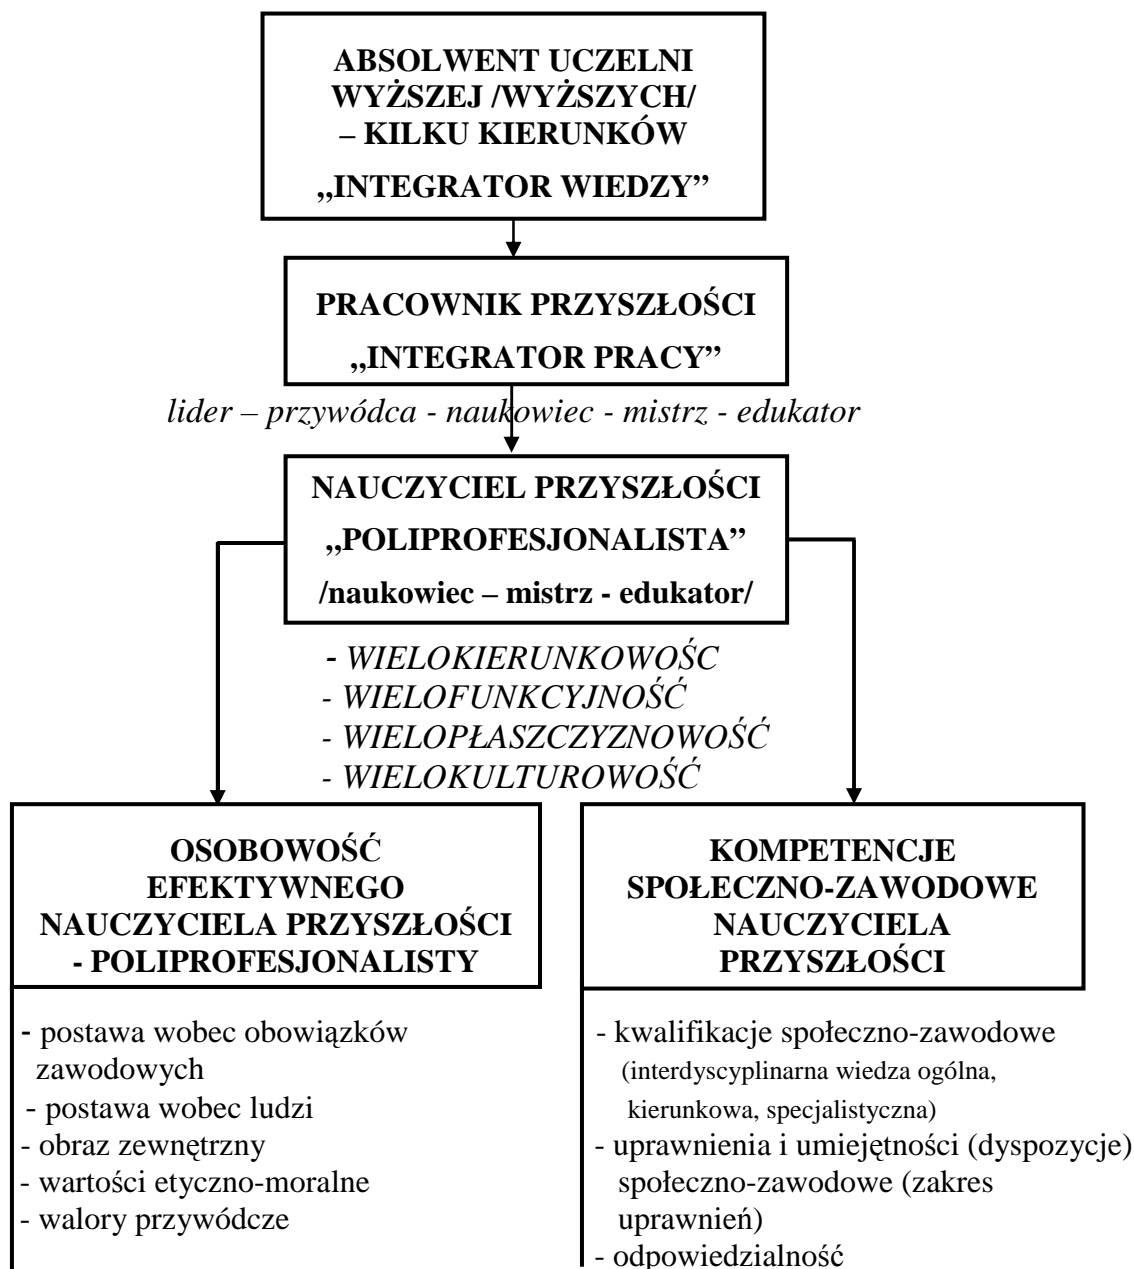 ABSOLWENT UCZELNI
WYŻSZEJ /WYŻSZYCH/
– KILKU KIERUNKÓW
„INTEGRATOR WIEDZY”
PRACOWNIK PRZYSZŁOŚCI
„INTEGRATOR PRACY”
lider – przywódca - naukowiec - mistrz - edukator
NAUCZYCIEL PRZYSZŁOŚCI
„POLIPROFESJONALISTA”
/naukowiec – mistrz - edukator/
- WIELOKIERUNKOWOŚC
- WIELOFUNKCYJNOŚĆ
- WIELOPŁASZCZYZNOWOŚĆ
- WIELOKULTUROWOŚĆ
OSOBOWOŚĆ
EFEKTYWNEGO
NAUCZYCIELA PRZYSZŁOŚCI
- POLIPROFESJONALISTY
- postawa wobec obowiązków
zawodowych
- postawa wobec ludzi
- obraz zewnętrzny
- wartości etyczno-moralne
- walory przywódcze
KOMPETENCJE
SPOŁECZNO-ZAWODOWE
NAUCZYCIELA
PRZYSZŁOŚCI
- kwalifikacje społeczno-zawodowe
(interdyscyplinarna wiedza ogólna,
kierunkowa, specjalistyczna)
- uprawnienia i umiejętności (dyspozycje)
społeczno-zawodowe (zakres
uprawnień)
- odpowiedzialność